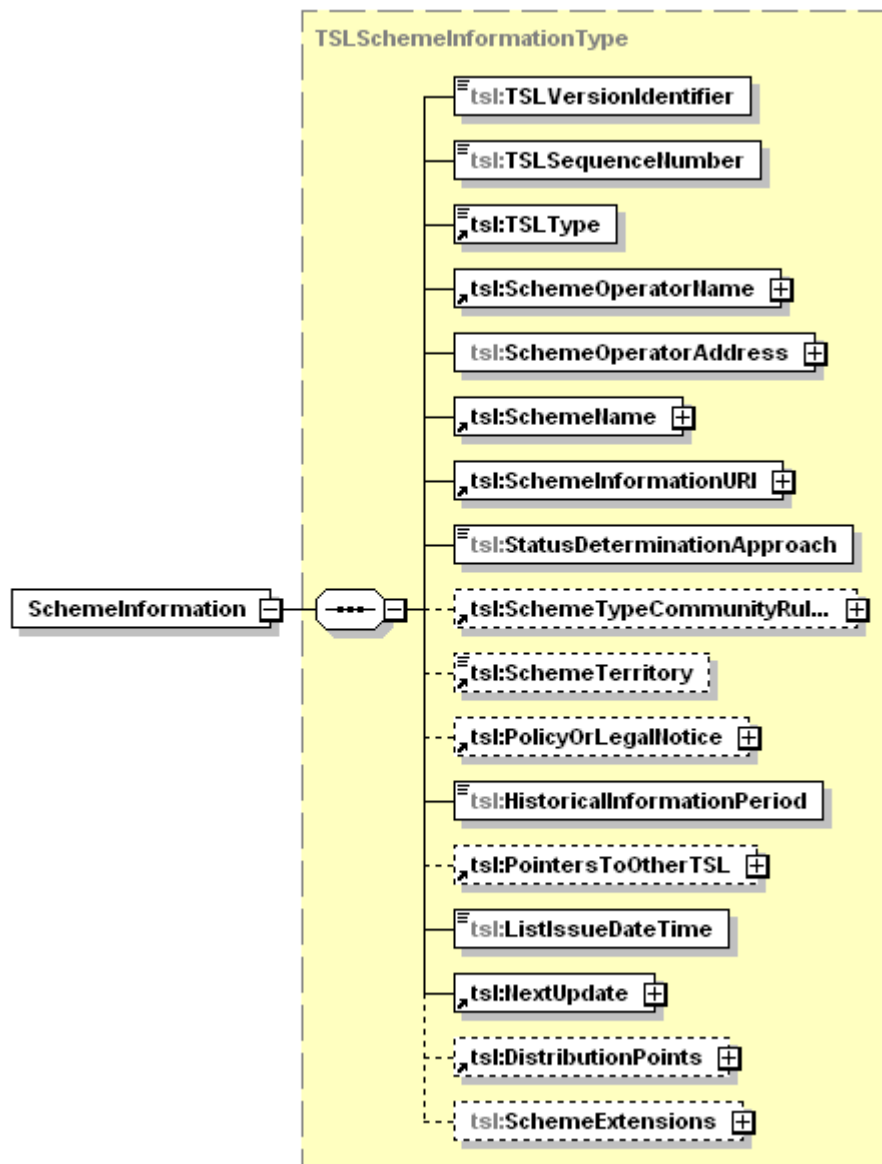 TSLSchemeInformationType
tsl:TSLVersionIdentifier
tsl:TSLSequenceNumber
tsl:TSLType
tsl:SchemeOperatorName
tsl:SchemeOperatorAddress
tsl:SchemeName
tsl:SchemeInformationURI
tsl:StatusDeterminationApproach
SchemeInformation
tsl:SchemeTypeCommunityRul...
tsl:SchemeTerritory
tsl:PolicyOrLegalNotice
tsl:HistoricalInformationPeriod
tsl:PointersToOtherTSL
tsl:ListIssueDateTime
tsl:NextUpdate
tsl:DistributionPoints
tsl:SchemeExtensions